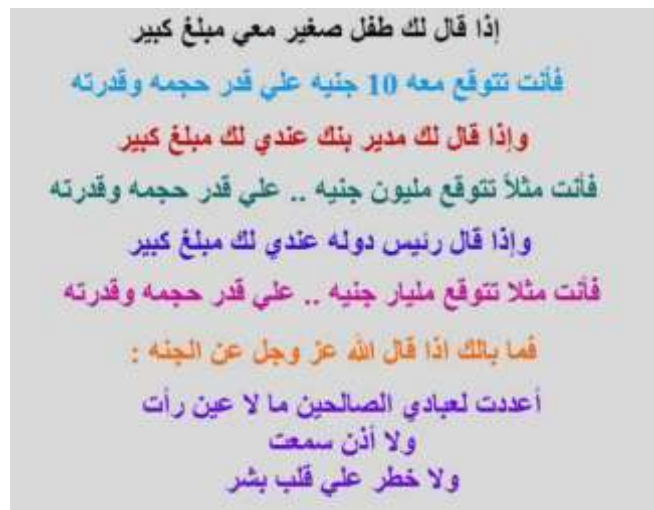 إذا قال لك طفل صغير معي مبلغ كبير
فأنت تتوقع معه 10 جنيه علي قدر حجمه وقدرته
وإذا قال لك مدير بنك عندي لك مبلغ كبير
فأنت مثلاً تتوقع مليون جنيه .. علي قدر حجمه وقدرته
وإذا قال رئيس دوله عندي لك مبلغ كبير
فأنت مثلا تتوقع مليار جنيه .. علي قدر حجمه وقدرته
فما بالك اذا قال الله عز وجل عن الجنه :
أعددت لعبادي الصالحين ما لا عين رأت
ولا أذن سمعت
ولا خطر علي قلب بشر